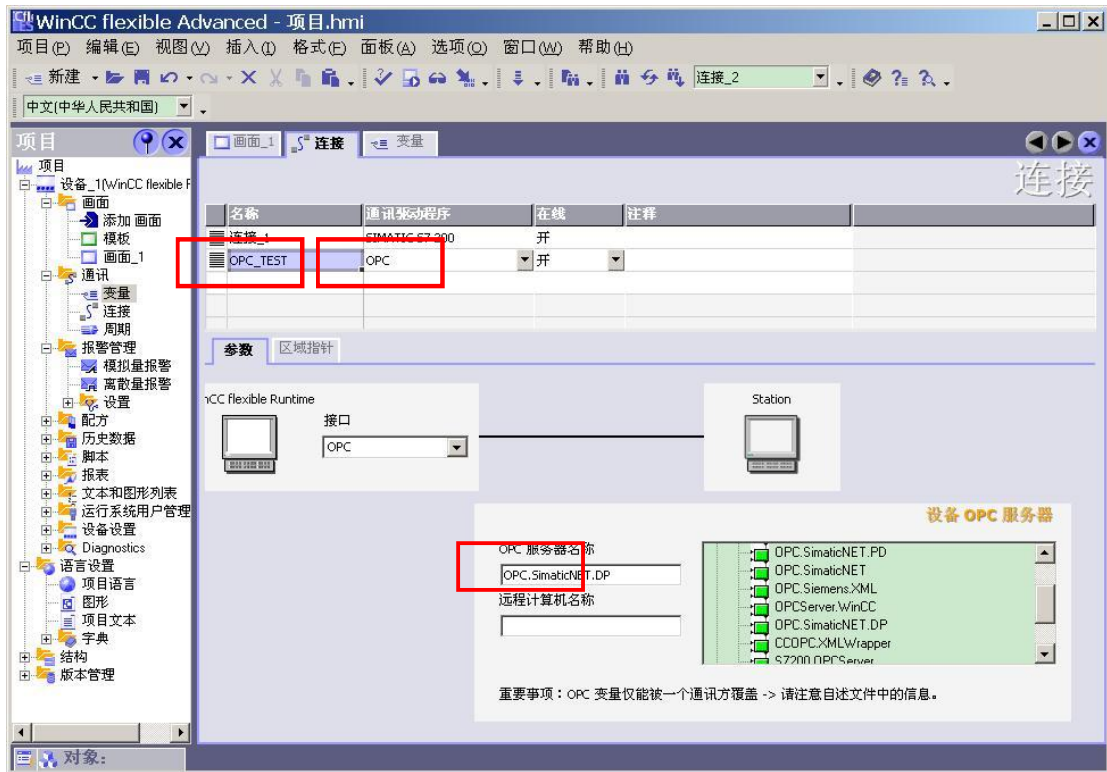 WinCC flexible Advanced - 项目.hmi
项目(P) 编辑(E) 视图(V) 插入(I) 格式(F) 面板(A) 选项(O) 窗口(W) 帮助(H)
新建 连接_2
中文(中华人民共和国)
项目
画面_1 连接 变量
连接
项目
设备_1(WinCC flexible F
画面
添加 画面
模板
画面_1
通讯
变量
连接
周期
报警管理
模拟量报警
离散量报警
设置
配方
历史数据
脚本
报表
文本和图形列表
运行系统用户管理
设备设置
Diagnostics
语言设置
项目语言
图形
项目文本
字典
结构
版本管理
名称 通讯驱动程序 在线 注释
连接_1 SIMATIC S7 200 开
OPC_TEST OPC 开
参数 区域指针
CC flexible Runtime
接口
OPC
Station
设备 OPC 服务器
OPC 服务器名称
OPC.SimaticNET.DP
远程计算机名称
OPC.SimaticNET.PD
OPC.SimaticNET
OPC.Siemens.XML
OPCServer.WinCC
OPC.SimaticNET.DP
CCOPC.XMLWrapper
S7200.OPCServer
重要事项：OPC 变量仅能被一个通讯方覆盖 -> 请注意自述文件中的信息。
对象: